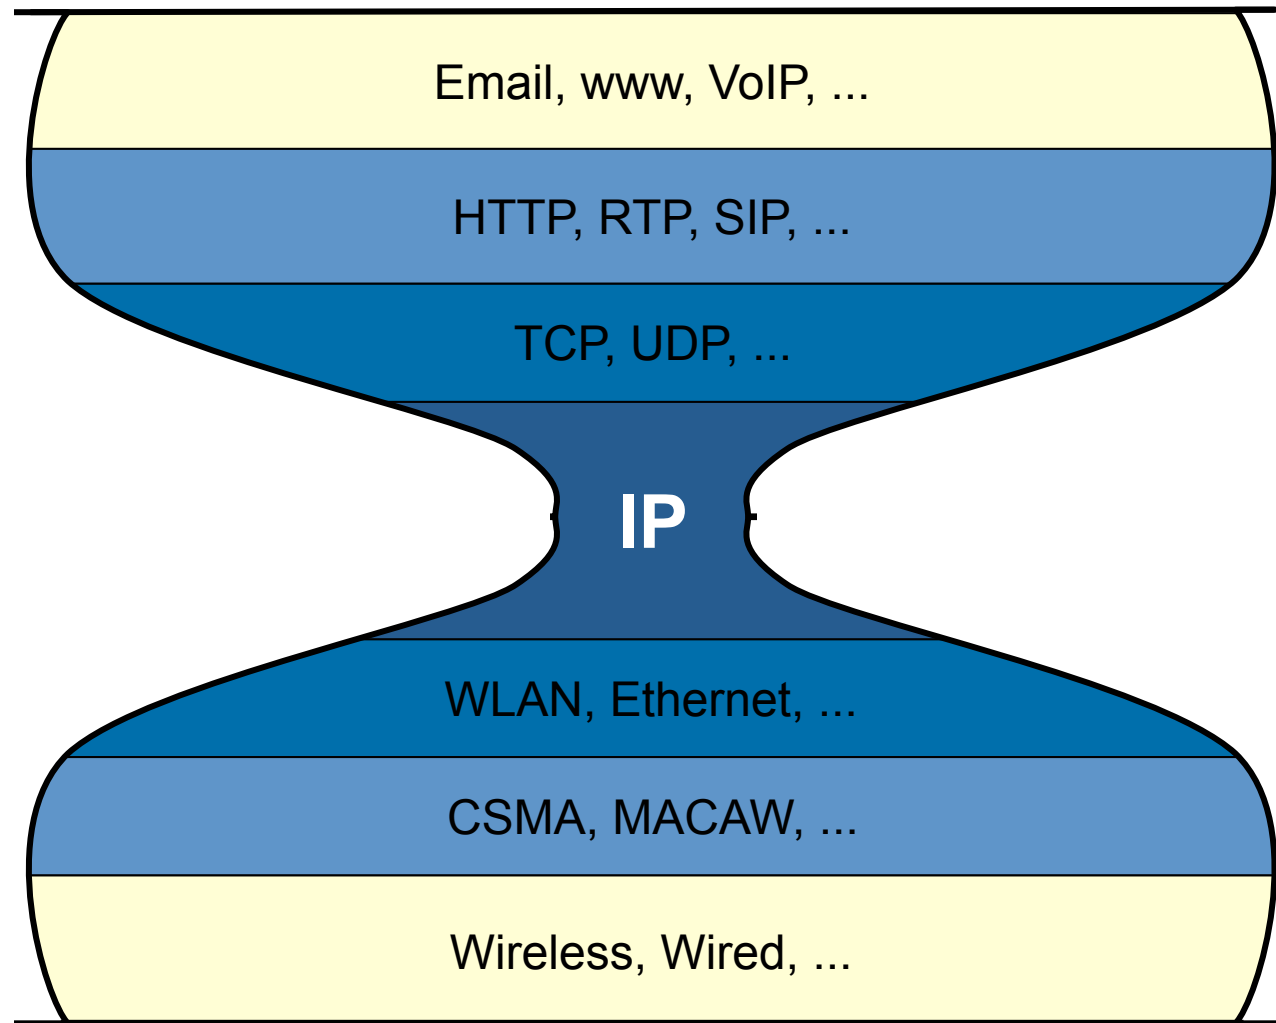 Email, www, VoIP, ...
HTTP, RTP, SIP, ...
TCP, UDP, ...
IP
WLAN, Ethernet, ...
CSMA, MACAW, ...
Wireless, Wired, ...